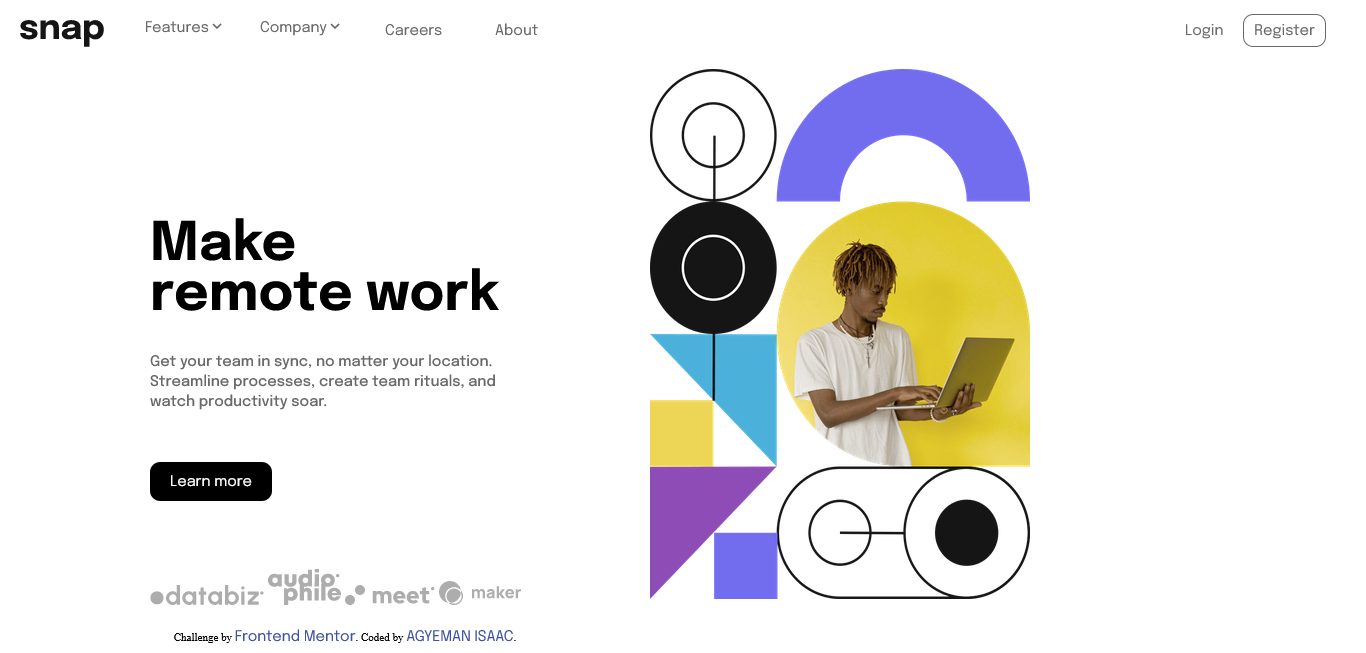 snap
Features
Company
Careers
About
Login
Register
Make
remote work
Get your team in sync, no matter your location.
Streamline processes, create team rituals, and
watch productivity soar.
Learn more
databiz
audio
phile
meet
maker
Challenge by Frontend Mentor. Coded by AGYEMAN ISAAC.